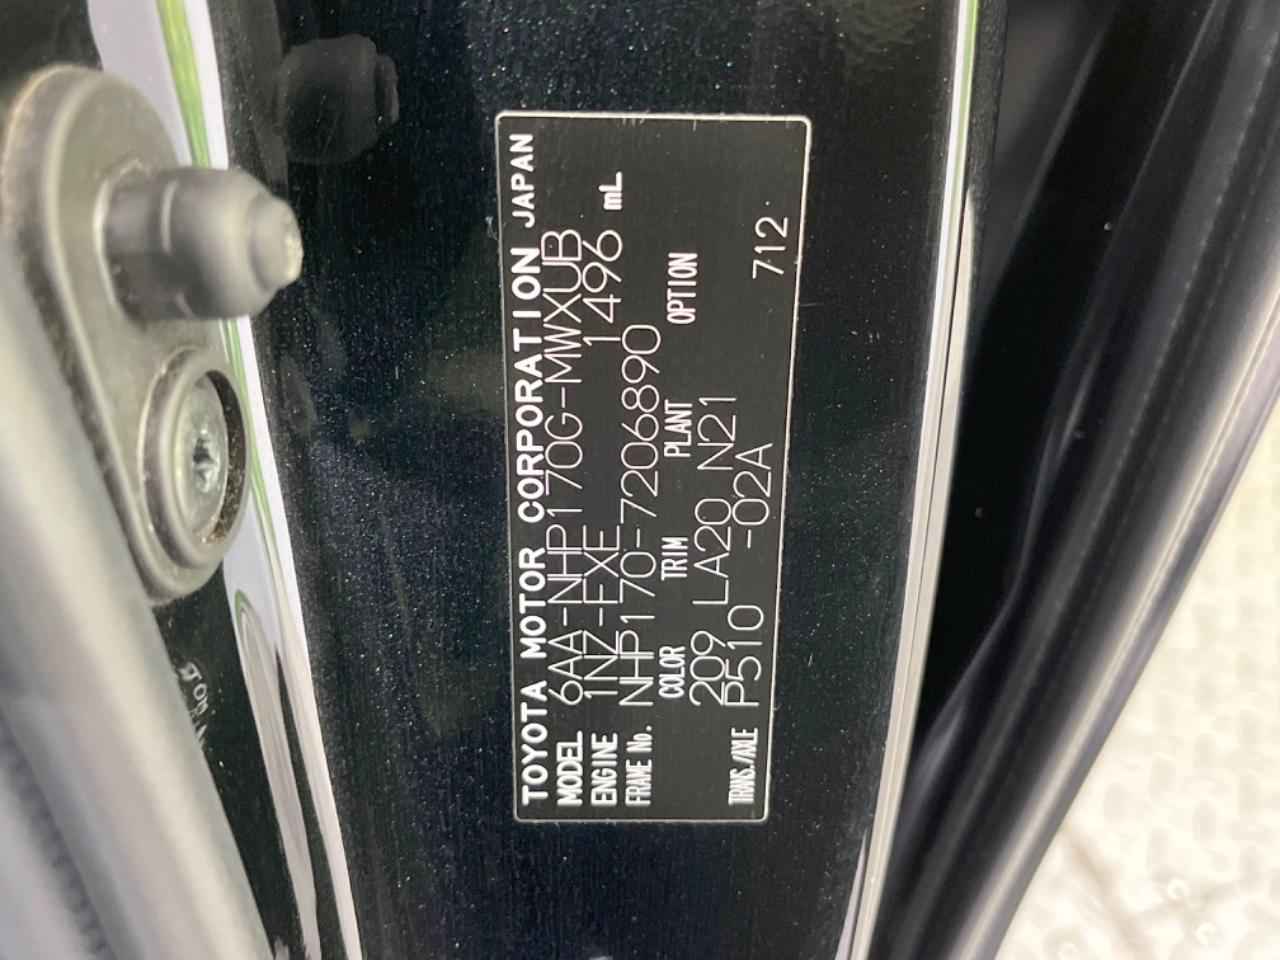 TOYOTA MOTOR CORPORATION JAPAN
MODEL 6AA-NHP170G-MWXUB
ENGINE 1NZ-FXE 1496 mL
FRAME No. NHP170-7206890
COLOR TRIM PLANT OPTION
209 LA20 N21
TRANS./AXLE P510 -02A 712